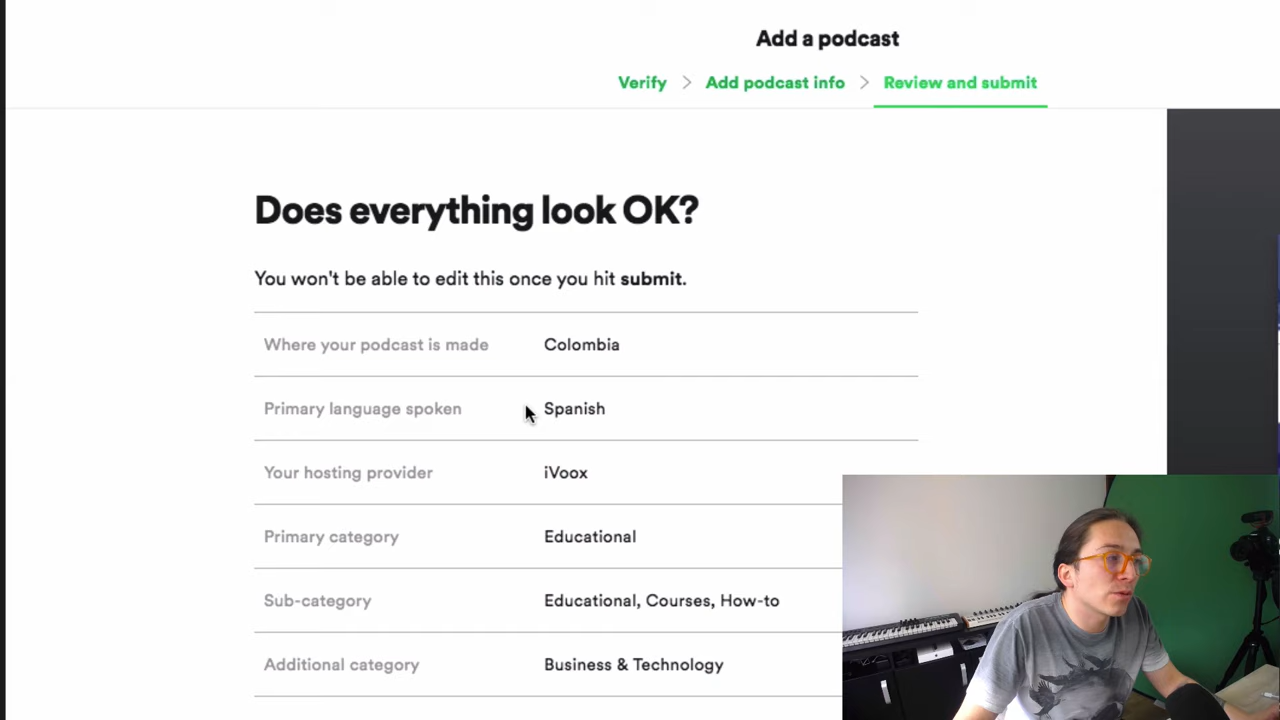 Add a podcast
Verify > Add podcast info > Review and submit
Does everything look OK?
You won't be able to edit this once you hit submit.
Where your podcast is made Colombia
Primary language spoken Spanish
Your hosting provider iVoox
Primary category Educational
Sub-category Educational, Courses, How-to
Additional category Business & Technology